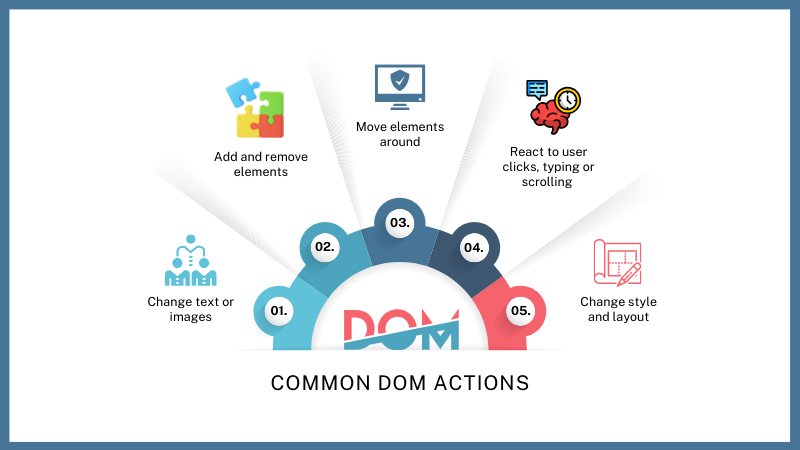 01.
Change text or
images
02.
Add and remove
elements
03.
Move elements
around
04.
React to user
clicks, typing or
scrolling
05.
Change style
and layout
DOM
COMMON DOM ACTIONS